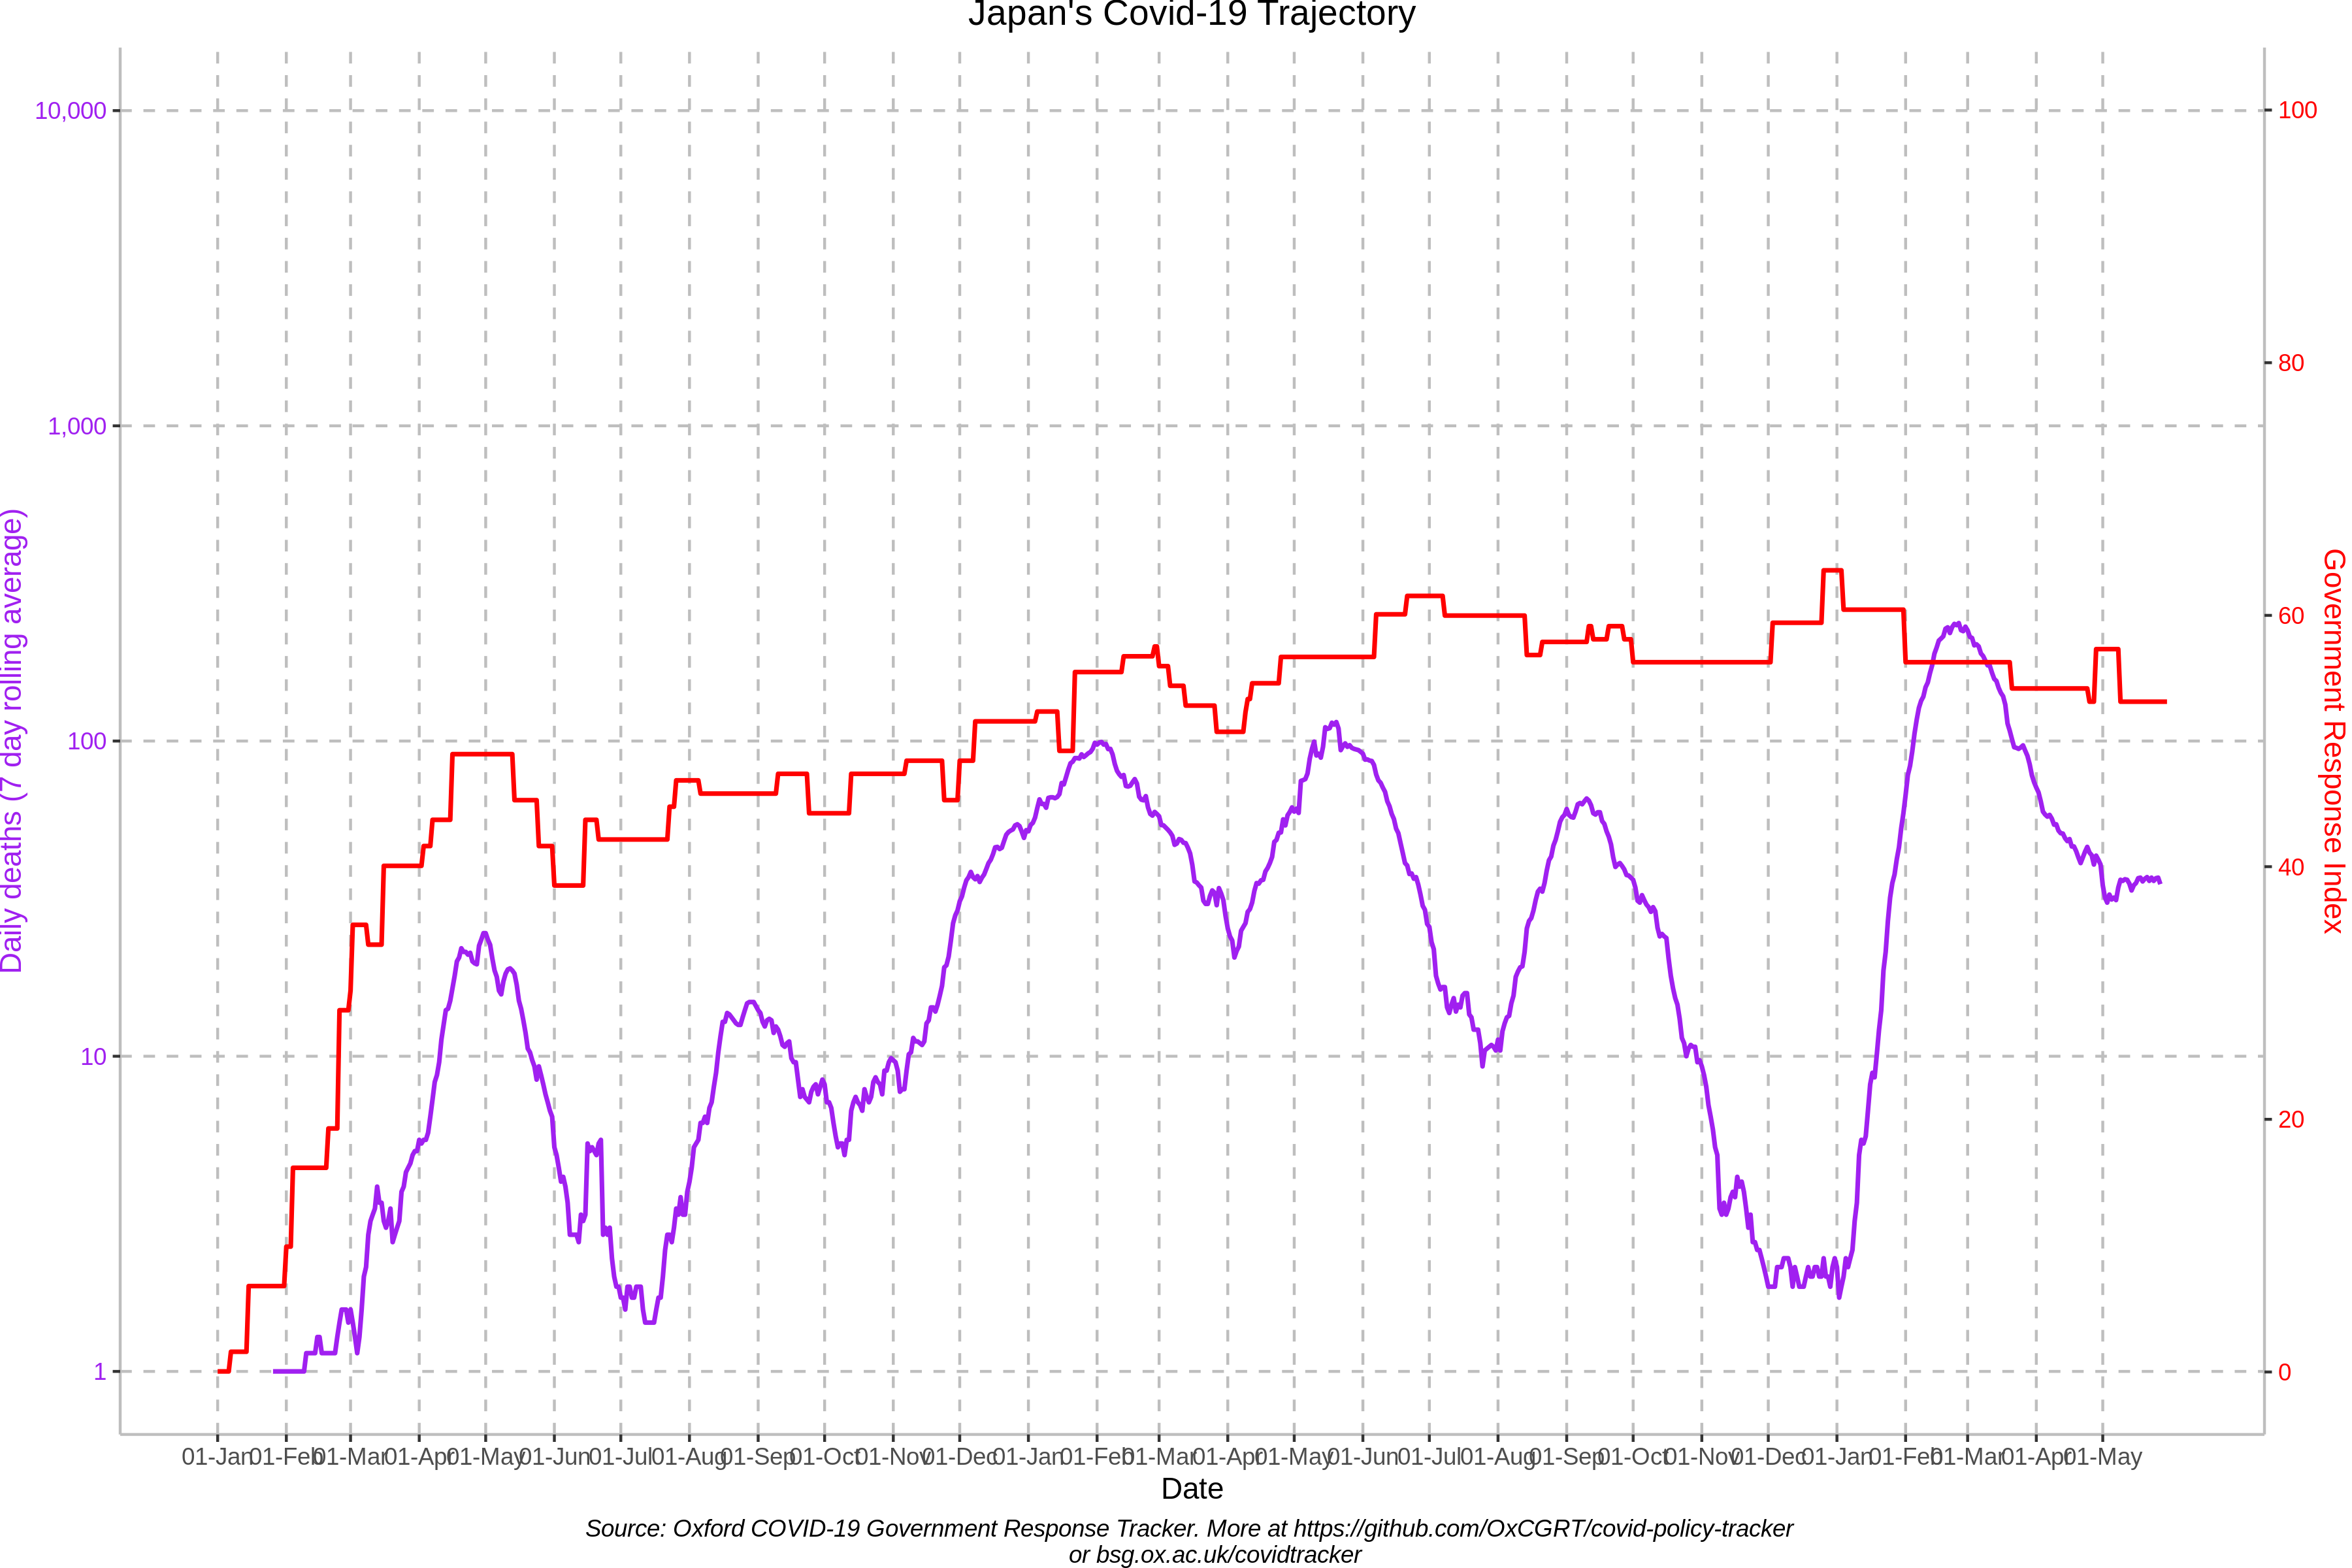 Japan's Covid-19 Trajectory
10,000
1,000
100
10
1
Daily deaths (7 day rolling average)
100
80
60
40
20
0
Government Response Index
01-Jan 01-Feb 01-Mar 01-Apr 01-May 01-Jun 01-Jul 01-Aug 01-Sep 01-Oct 01-Nov 01-Dec 01-Jan 01-Feb 01-Mar 01-Apr 01-May 01-Jun 01-Jul 01-Aug 01-Sep 01-Oct 01-Nov 01-Dec 01-Jan 01-Feb 01-Mar 01-Apr 01-May
Date
Source: Oxford COVID-19 Government Response Tracker. More at https://github.com/OxCGRT/covid-policy-tracker
or bsg.ox.ac.uk/covidtracker